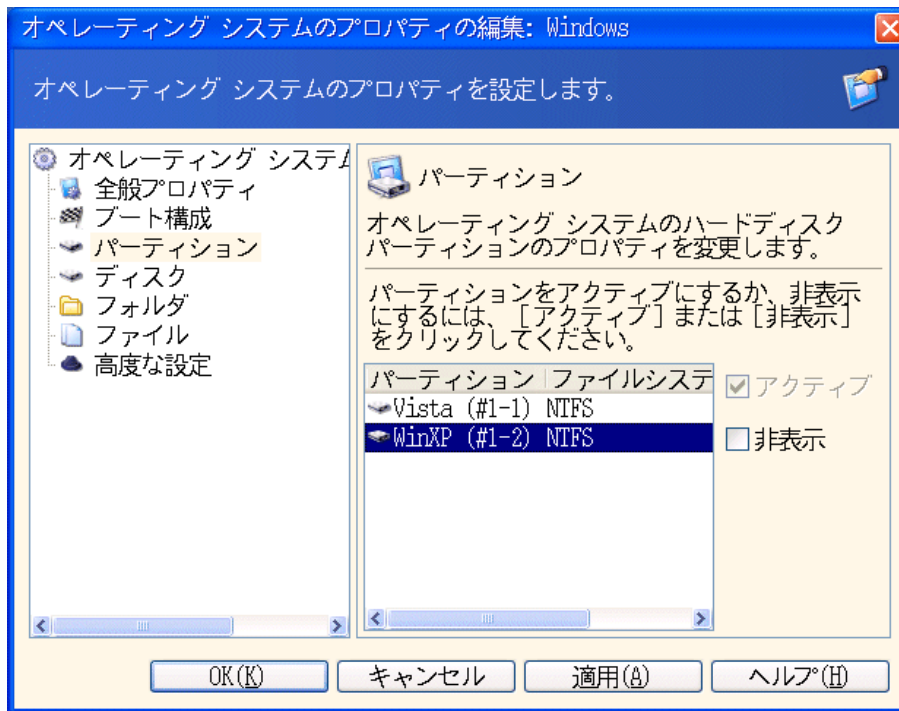 オペレーティング システムのプロパティの編集: Windows
オペレーティング システムのプロパティを設定します。
オペレーティング システム
全般プロパティ
ブート構成
パーティション
ディスク
フォルダ
ファイル
高度な設定
パーティション
オペレーティング システムのハードディスク
パーティションのプロパティを変更します。
パーティションをアクティブにするか、非表示
にするには、［アクティブ］または［非表示］
をクリックしてください。
パーティション ファイルシステ
Vista (#1-1) NTFS
WinXP (#1-2) NTFS
アクティブ
非表示
OK(K) キャンセル 適用(A) ヘルプ(H)